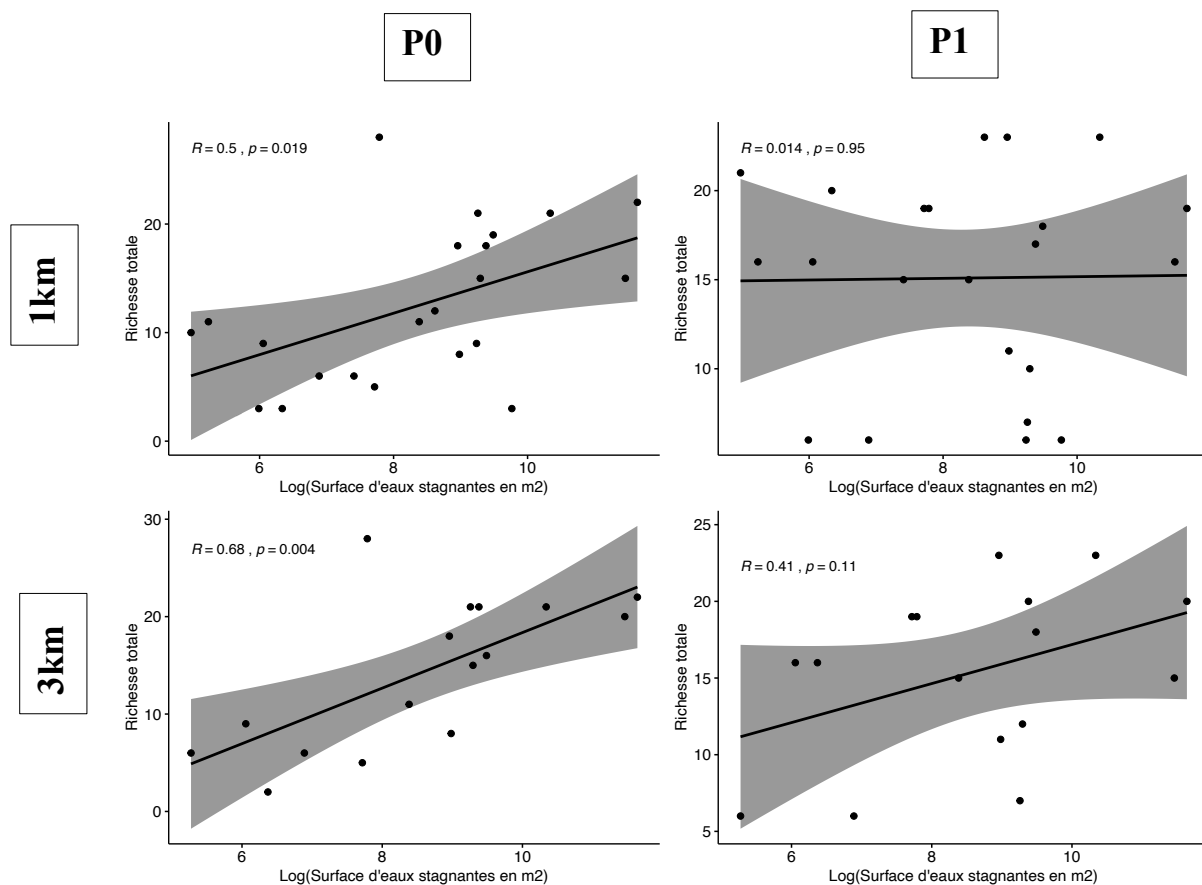 P0
P1
1km
R = 0.5 , p = 0.019
Richesse totale
20
10
0
6
8
10
Log(Surface d'eaux stagnantes en m2)
R = 0.014 , p = 0.95
Richesse totale
20
15
10
6
8
10
Log(Surface d'eaux stagnantes en m2)
3km
R = 0.68 , p = 0.004
Richesse totale
30
20
10
0
6
8
10
Log(Surface d'eaux stagnantes en m2)
R = 0.41 , p = 0.11
Richesse totale
25
20
15
10
5
6
8
10
Log(Surface d'eaux stagnantes en m2)